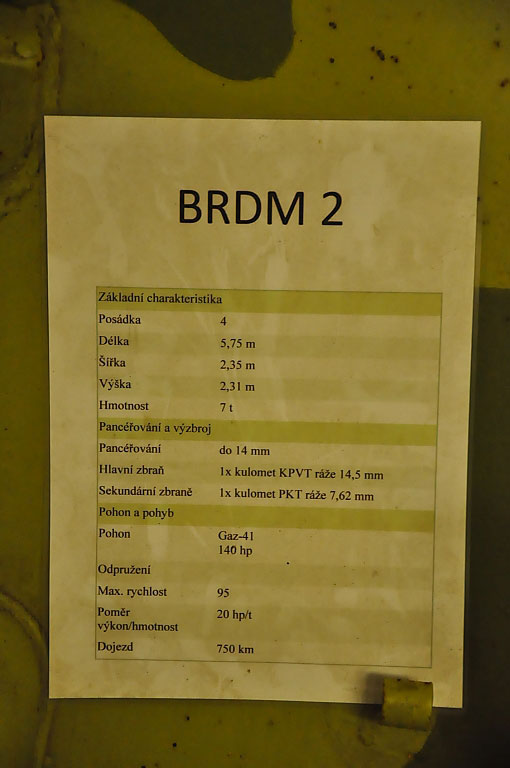 BRDM 2
Základní charakteristika
Posádka 4
Délka 5,75 m
Šířka 2,35 m
Výška 2,31 m
Hmotnost 7 t
Pancéřování a výzbroj
Pancéřování do 14 mm
Hlavní zbraň 1x kulomet KPVT ráže 14,5 mm
Sekundární zbraně 1x kulomet PKT ráže 7,62 mm
Pohon a pohyb
Pohon Gaz-41
140 hp
Odpružení
Max. rychlost 95
Poměr 20 hp/t
výkon/hmotnost
Dojezd 750 km